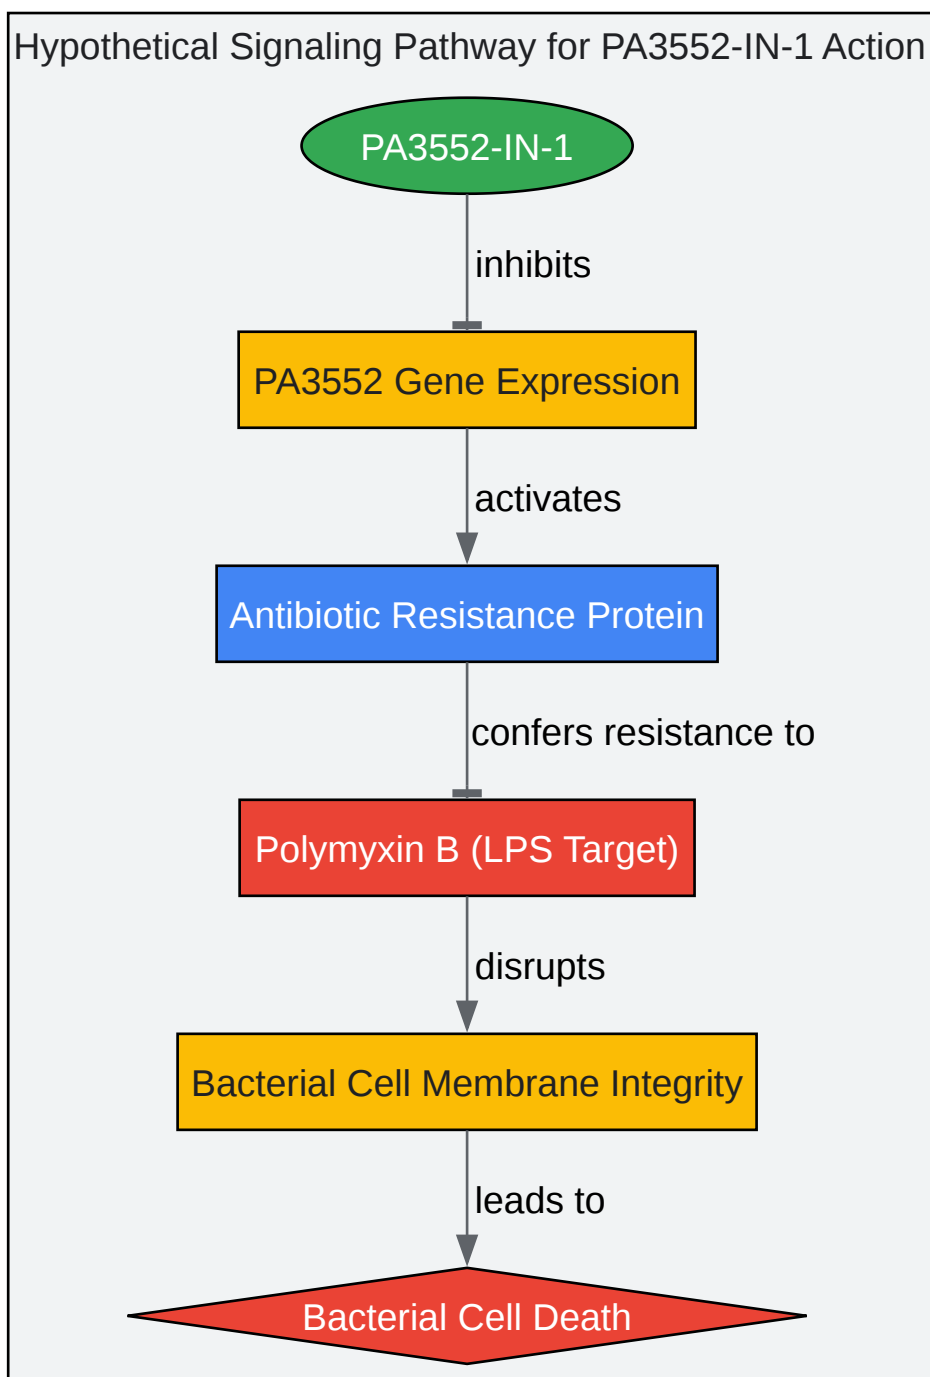 Hypothetical Signaling Pathway for PA3552-IN-1 Action
PA3552-IN-1
inhibits
PA3552 Gene Expression
activates
Antibiotic Resistance Protein
confers resistance to
Polymyxin B (LPS Target)
disrupts
Bacterial Cell Membrane Integrity
leads to
Bacterial Cell Death